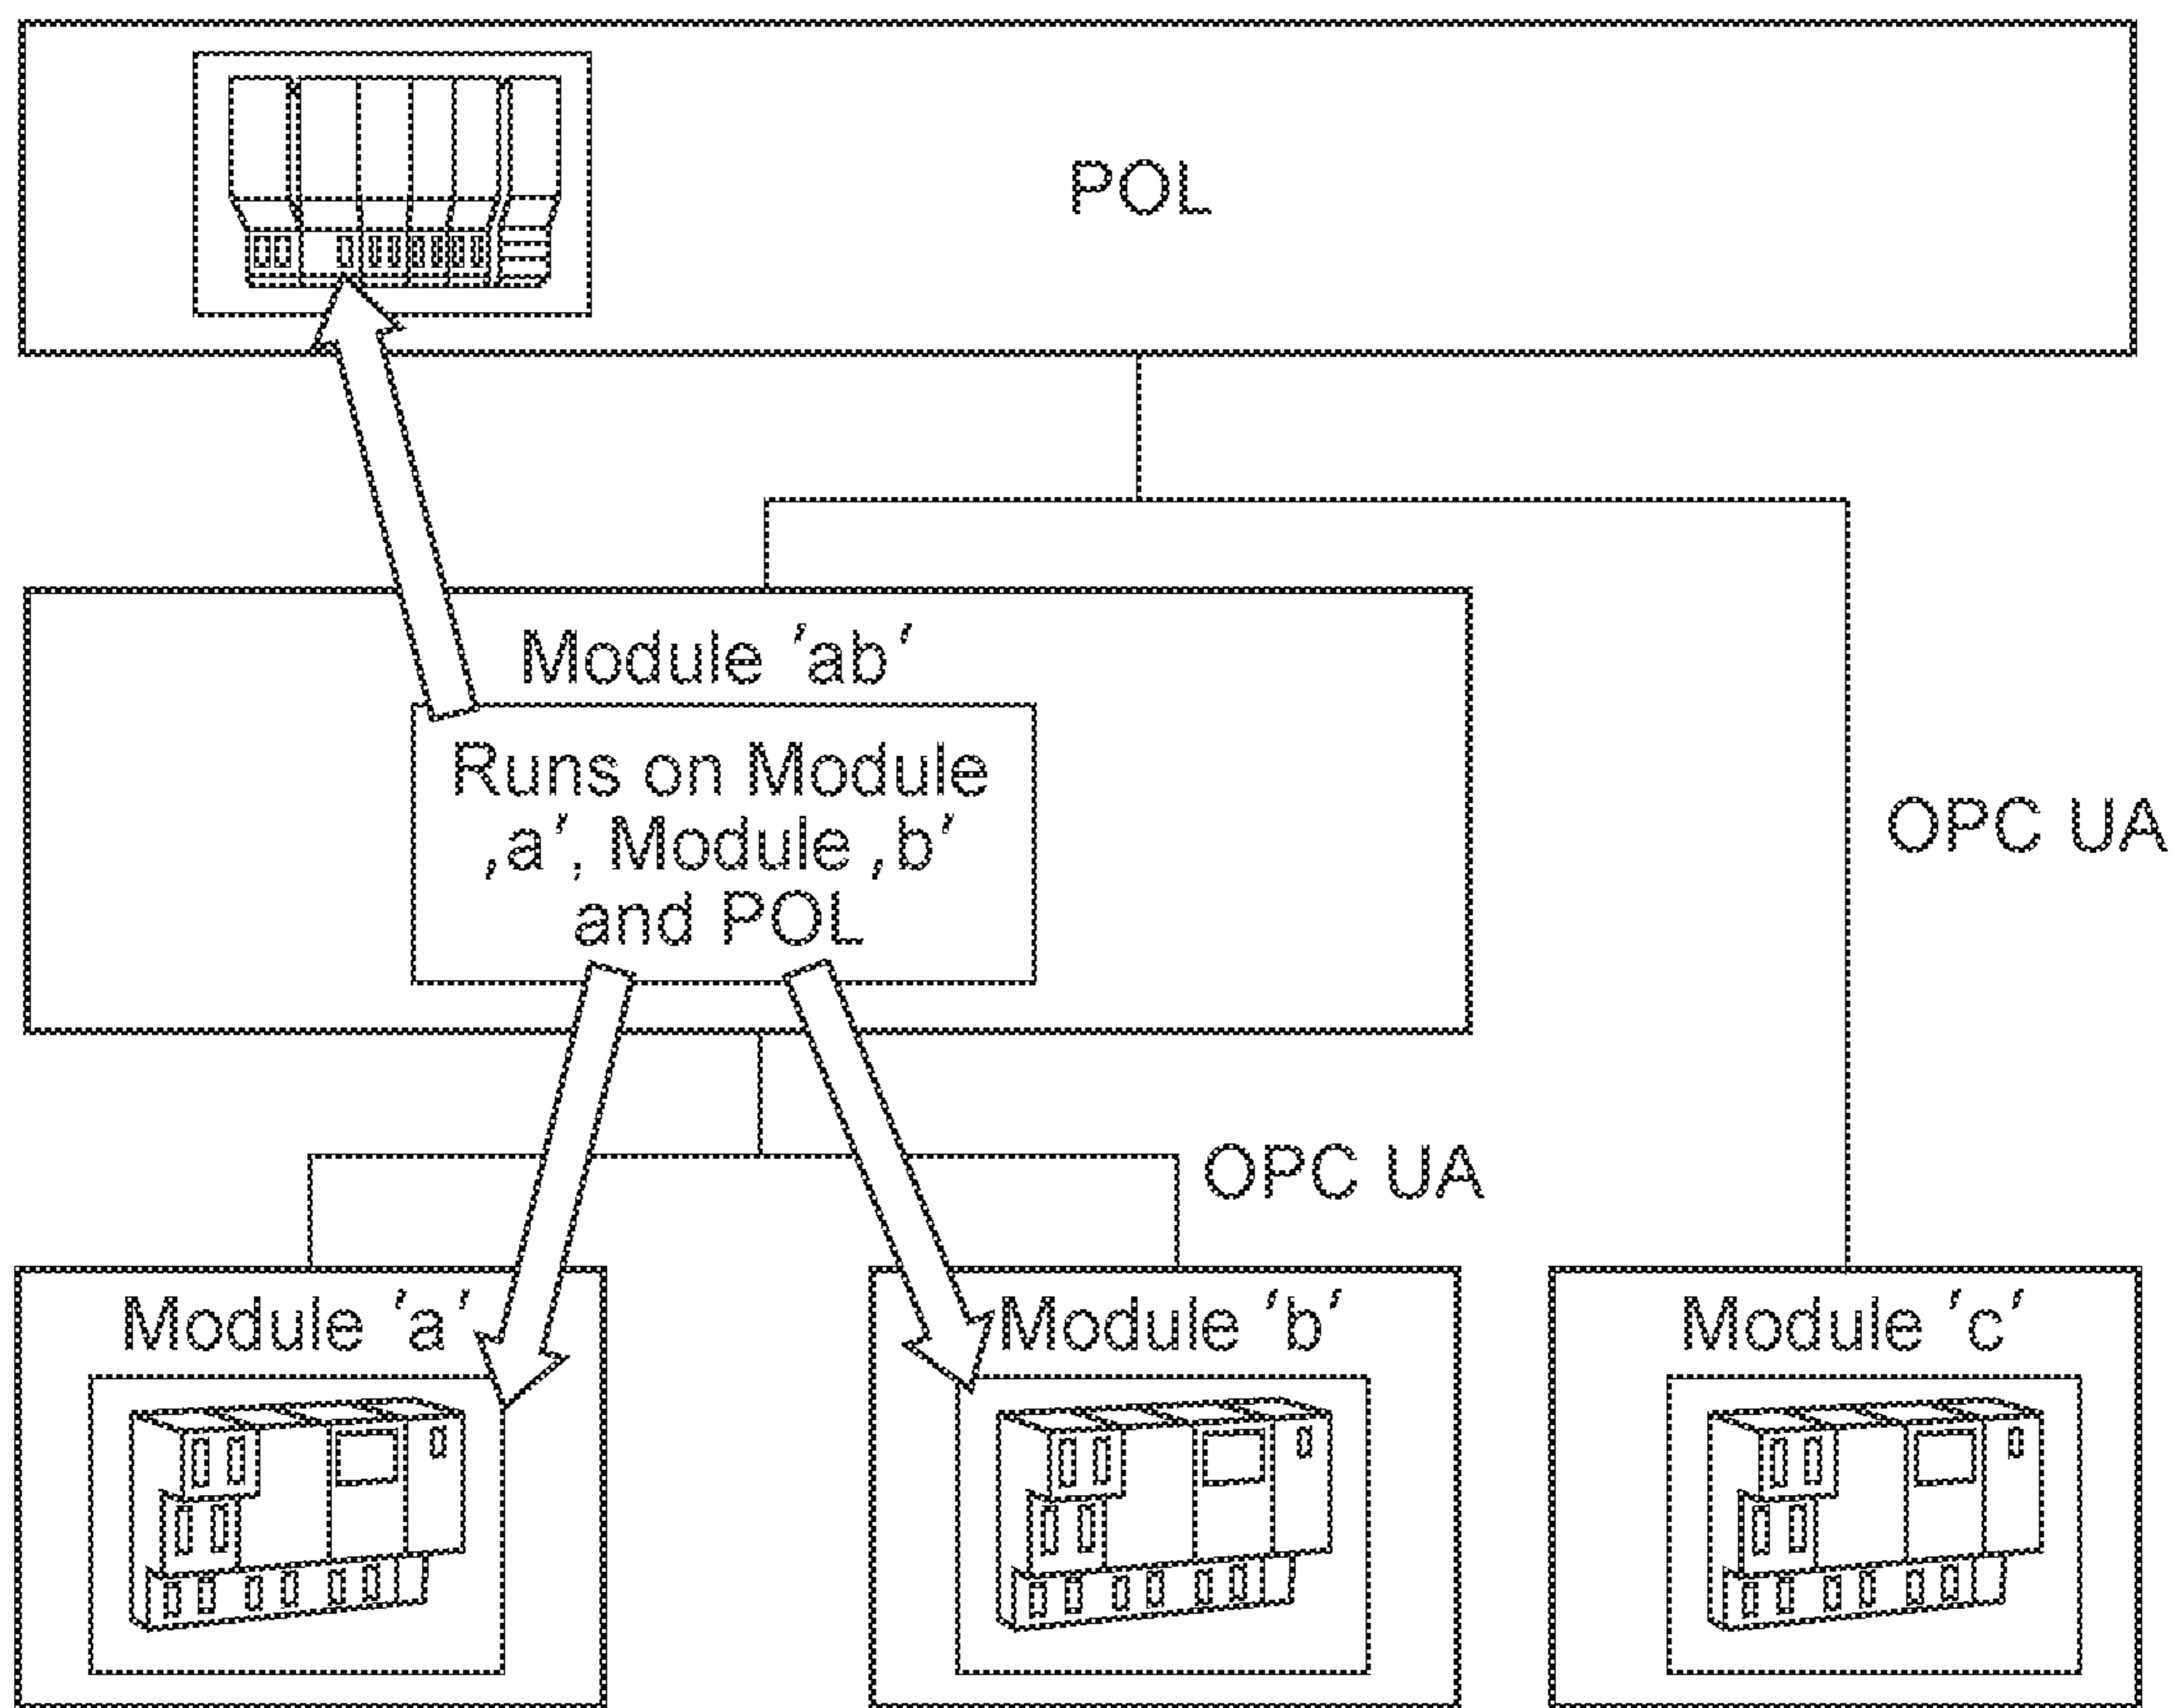 POL
Module 'ab'
Runs on Module
,a', Module ,b'
and POL
OPC UA
OPC UA
Module 'a'
Module 'b'
Module 'c'